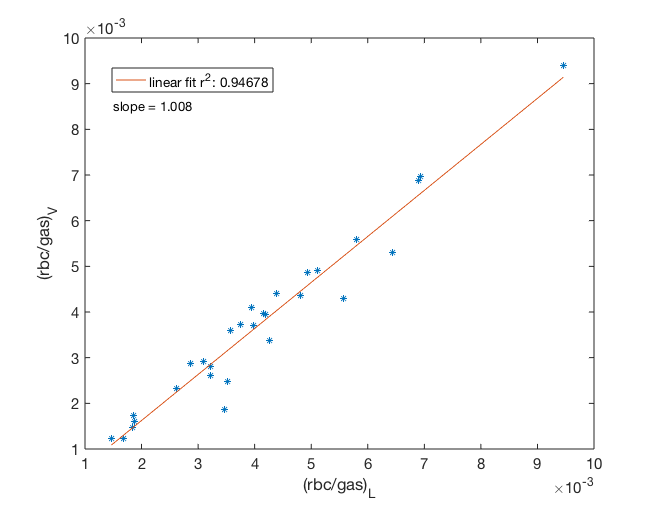 ×10⁻³
10
9
8
7
6
5
4
3
2
1
(rbc/gas)V
linear fit r²: 0.94678
slope = 1.008
1 2 3 4 5 6 7 8 9 10
(rbc/gas)L
×10⁻³